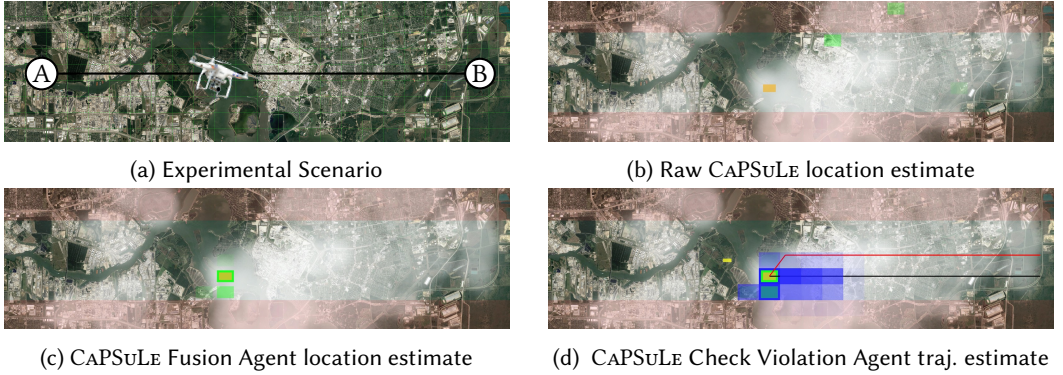 A
B
(a) Experimental Scenario
(b) Raw CAPSULE location estimate
(c) CAPSULE Fusion Agent location estimate
(d) CAPSULE Check Violation Agent traj. estimate